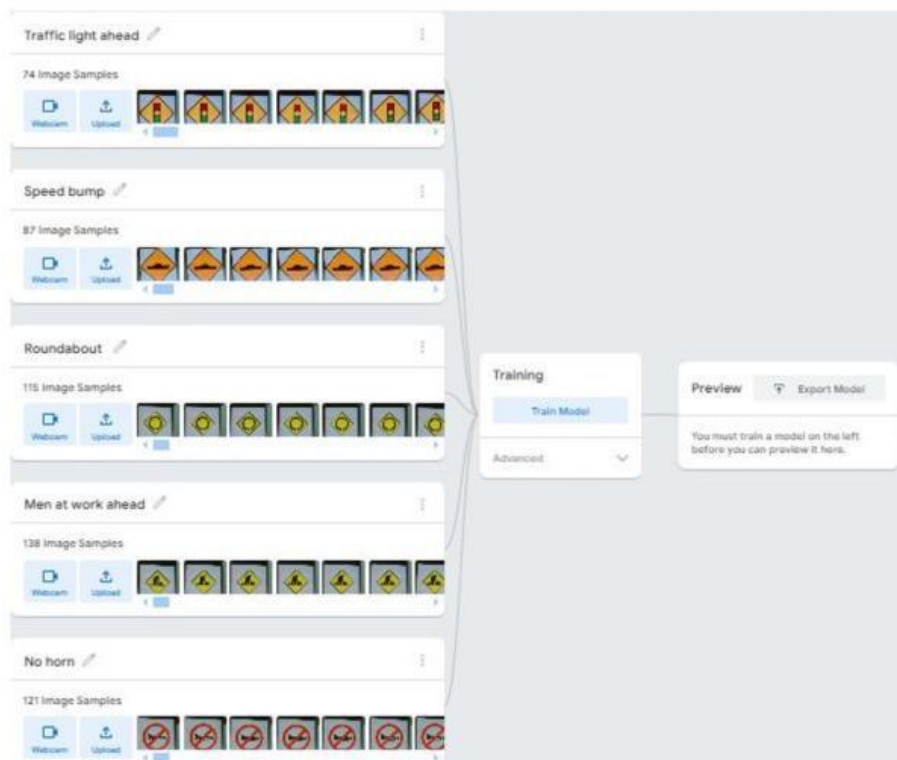 Traffic light ahead
74 Image Samples
Webcam
Upload
Speed bump
87 Image Samples
Webcam
Upload
Roundabout
115 Image Samples
Webcam
Upload
Men at work ahead
138 Image Samples
Webcam
Upload
No horn
121 Image Samples
Webcam
Upload
Training
Train Model
Advanced
Preview
Export Model
You must train a model on the left
before you can preview it here.